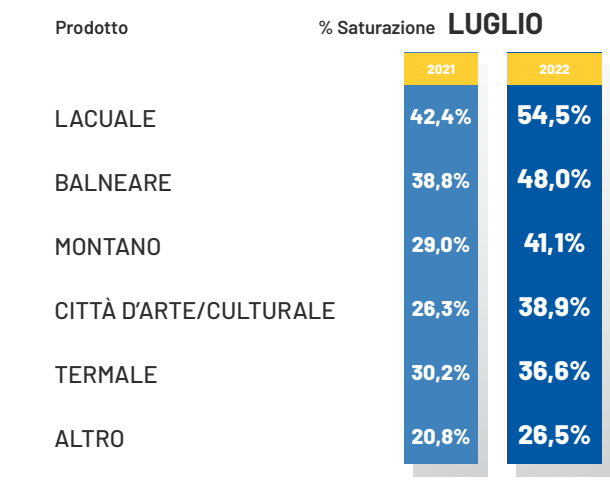 Prodotto % Saturazione LUGLIO
2021 2022
LACUALE 42,4% 54,5%
BALNEARE 38,8% 48,0%
MONTANO 29,0% 41,1%
CITTÀ D'ARTE/CULTURALE 26,3% 38,9%
TERMALE 30,2% 36,6%
ALTRO 20,8% 26,5%